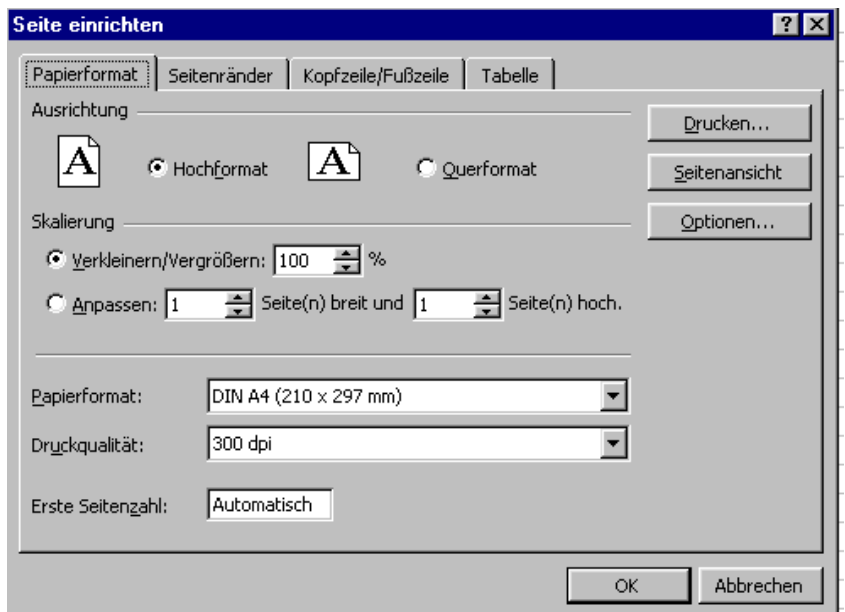 Seite einrichten
Papierformat Seitenränder Kopfzeile/Fußzeile Tabelle
Ausrichtung
Drucken...
A Hochformat A Querformat
Seitenansicht
Skalierung
Optionen...
Verkleinern/Vergrößern: 100 %
Anpassen: 1 Seite(n) breit und 1 Seite(n) hoch.
Papierformat: DIN A4 (210 x 297 mm)
Druckqualität: 300 dpi
Erste Seitenzahl: Automatisch
OK Abbrechen